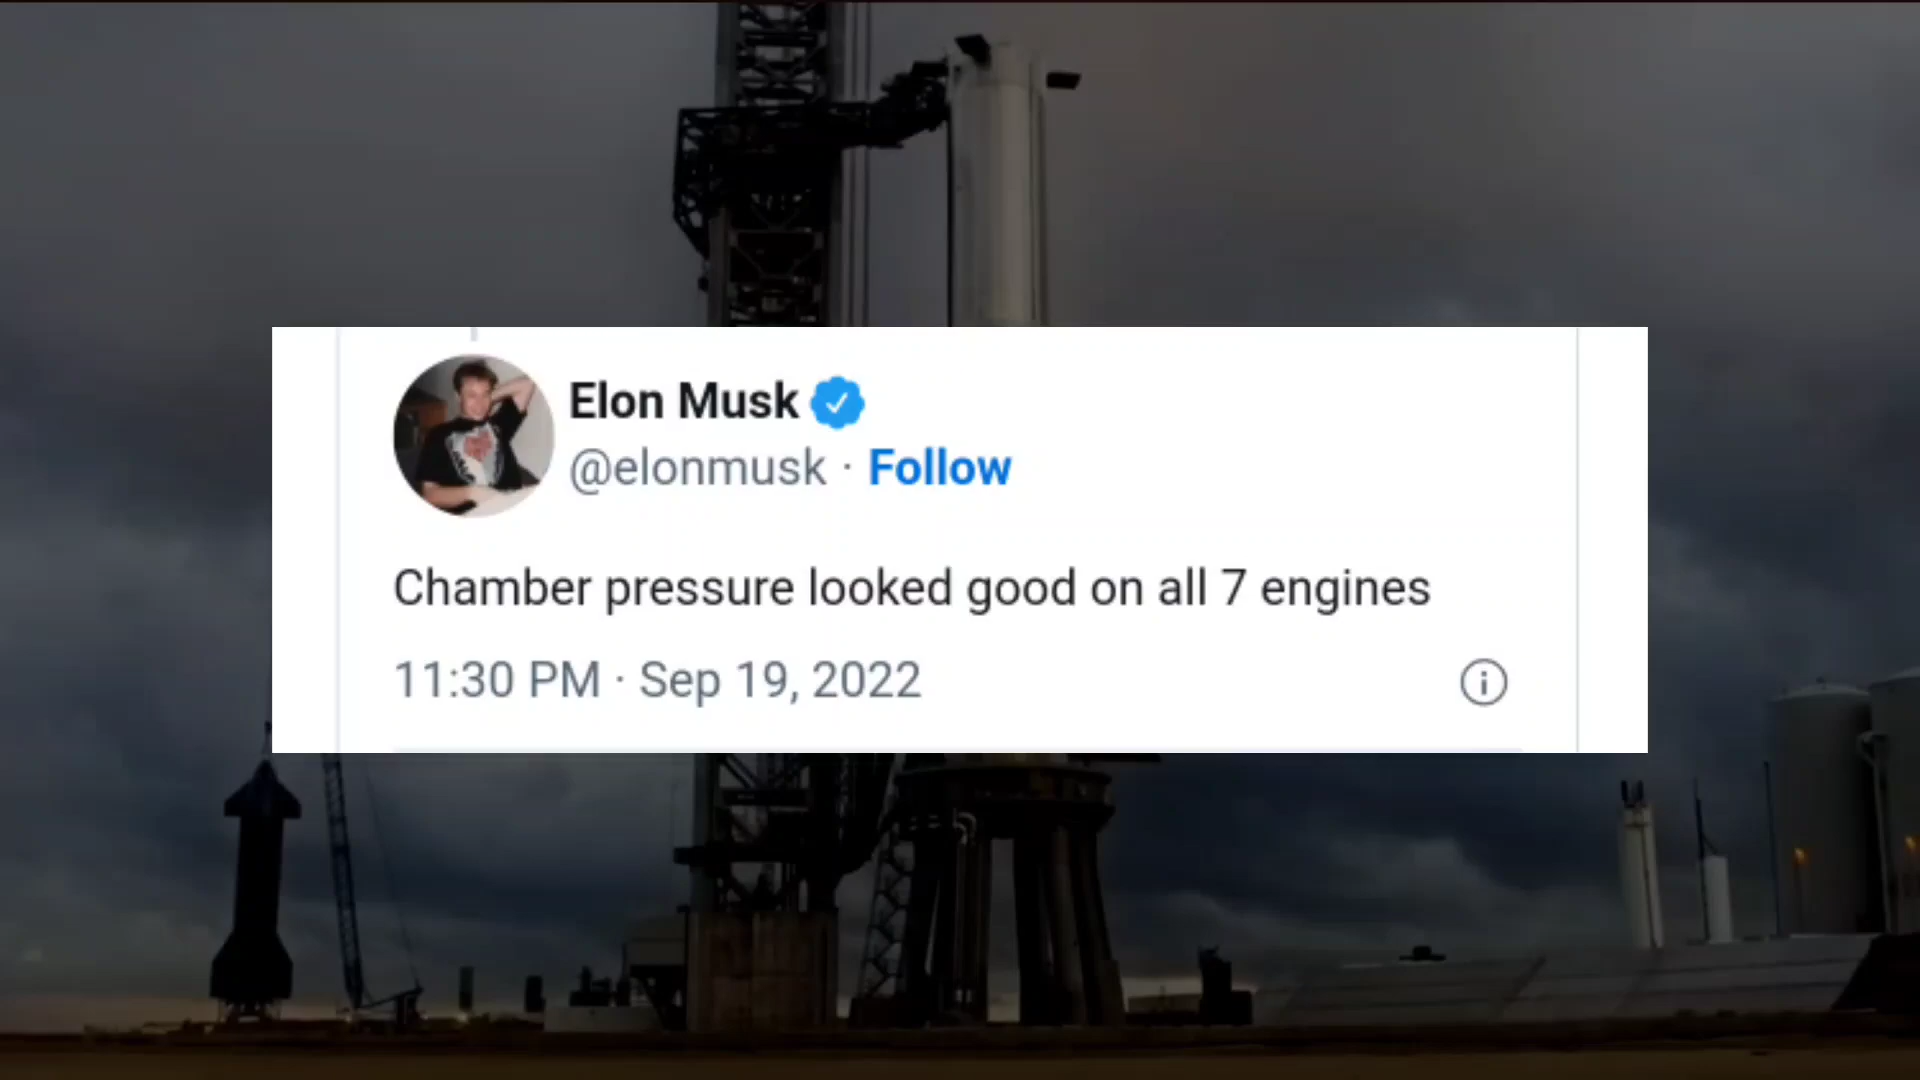 Elon Musk
@elonmusk · Follow
Chamber pressure looked good on all 7 engines
11:30 PM · Sep 19, 2022